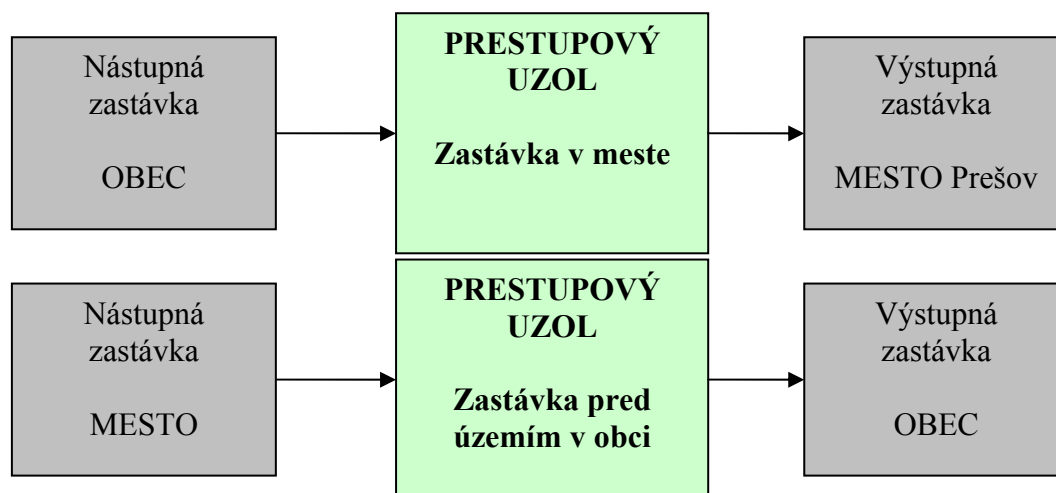 Nástupná
zastávka
OBEC
PRESTUPOVÝ
UZOL
Zastávka v meste
Výstupná
zastávka
MESTO Prešov
Nástupná
zastávka
MESTO
PRESTUPOVÝ
UZOL
Zastávka pred
územím v obci
Výstupná
zastávka
OBEC